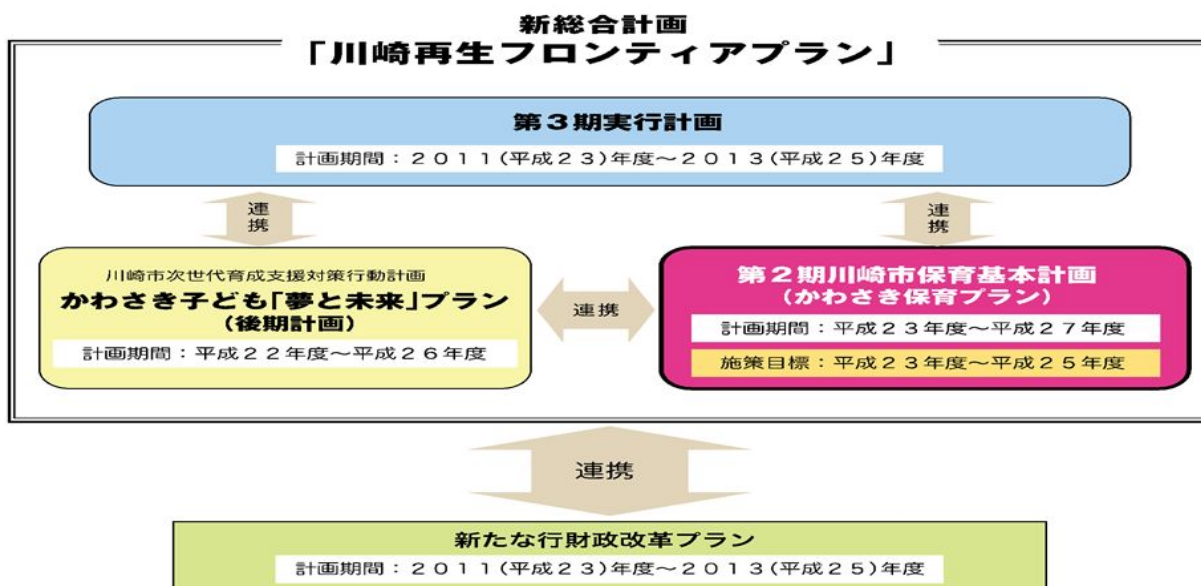 新総合計画
「川崎再生フロンティアプラン」
第３期実行計画
計画期間：２０１１(平成２３)年度～２０１３(平成２５)年度
連携
連携
川崎市次世代育成支援対策行動計画
かわさき子ども「夢と未来」プラン
(後期計画)
計画期間：平成２２年度～平成２６年度
連携
第２期川崎市保育基本計画
(かわさき保育プラン)
計画期間：平成２３年度～平成２７年度
施策目標：平成２３年度～平成２５年度
連携
新たな行財政改革プラン
計画期間：２０１１(平成２３)年度～２０１３(平成２５)年度